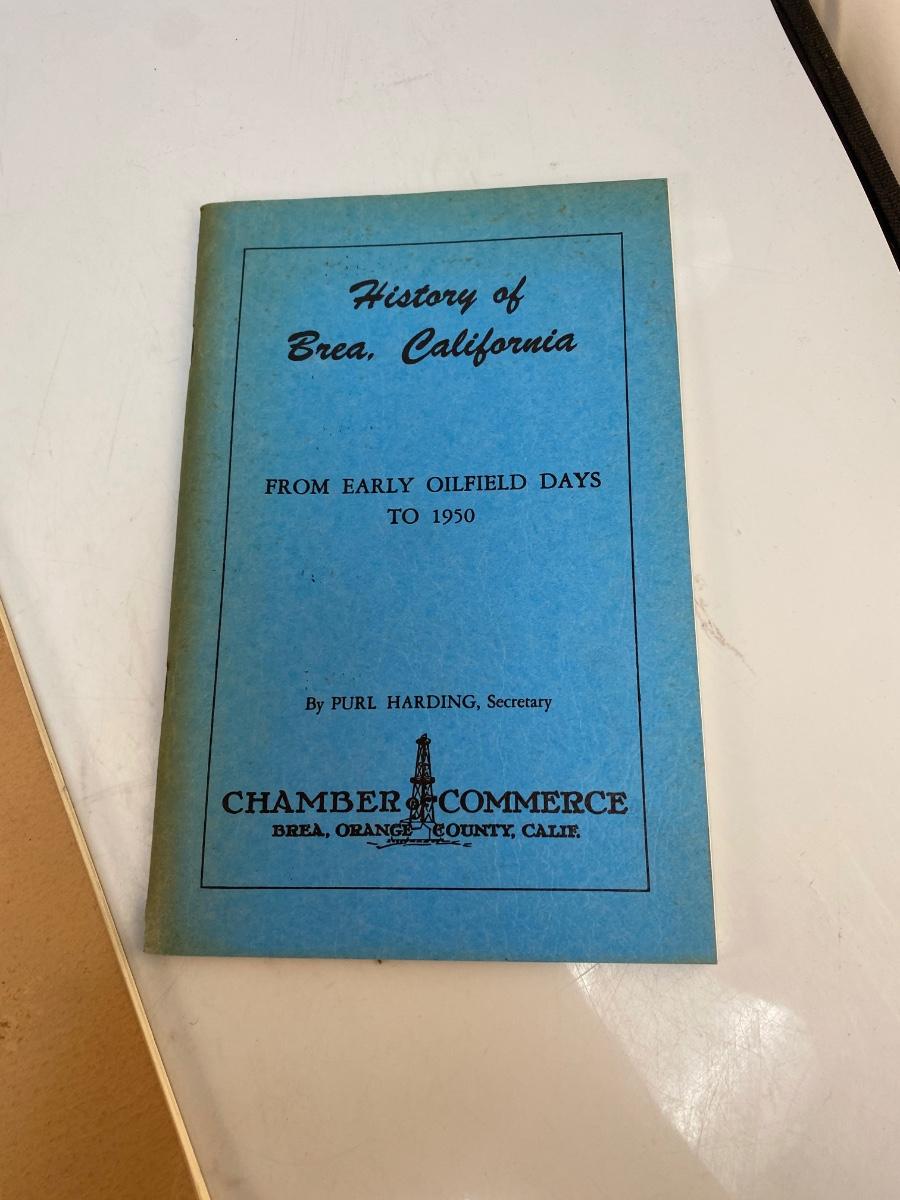 History of
Brea, California
FROM EARLY OILFIELD DAYS
TO 1950
By PURL HARDING, Secretary
CHAMBER OF COMMERCE
BREA, ORANGE COUNTY, CALIF.